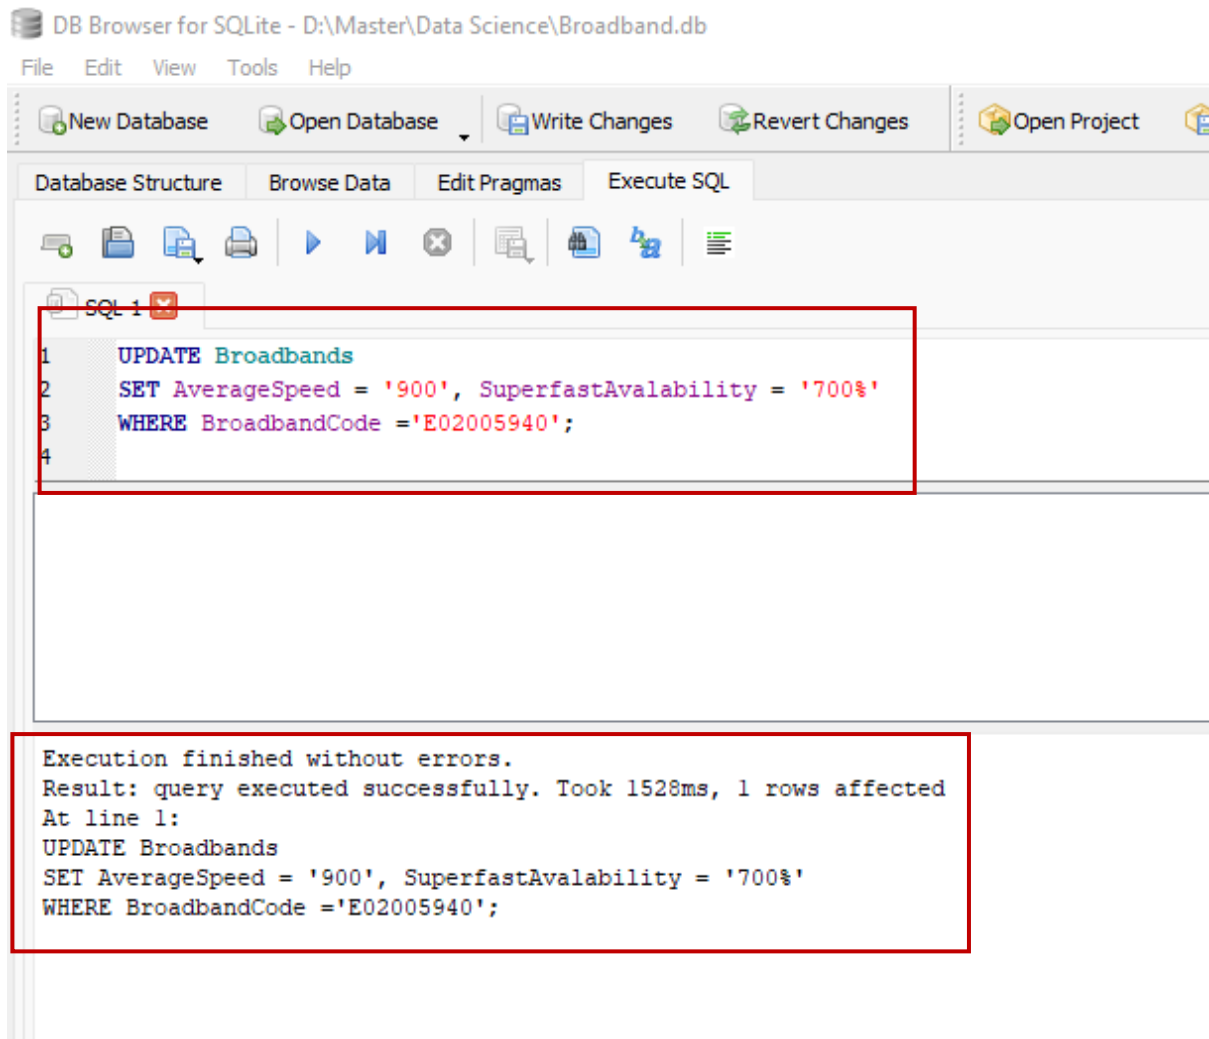 DB Browser for SQLite - D:\Master\Data Science\Broadband.db
File Edit View Tools Help
New Database Open Database Write Changes Revert Changes Open Project
Database Structure Browse Data Edit Pragmas Execute SQL
SQL 1
1 UPDATE Broadbands
2 SET AverageSpeed = '900', SuperfastAvalability = '700%'
3 WHERE BroadbandCode ='E02005940';
4
Execution finished without errors.
Result: query executed successfully. Took 1528ms, 1 rows affected
At line 1:
UPDATE Broadbands
SET AverageSpeed = '900', SuperfastAvalability = '700%'
WHERE BroadbandCode ='E02005940';